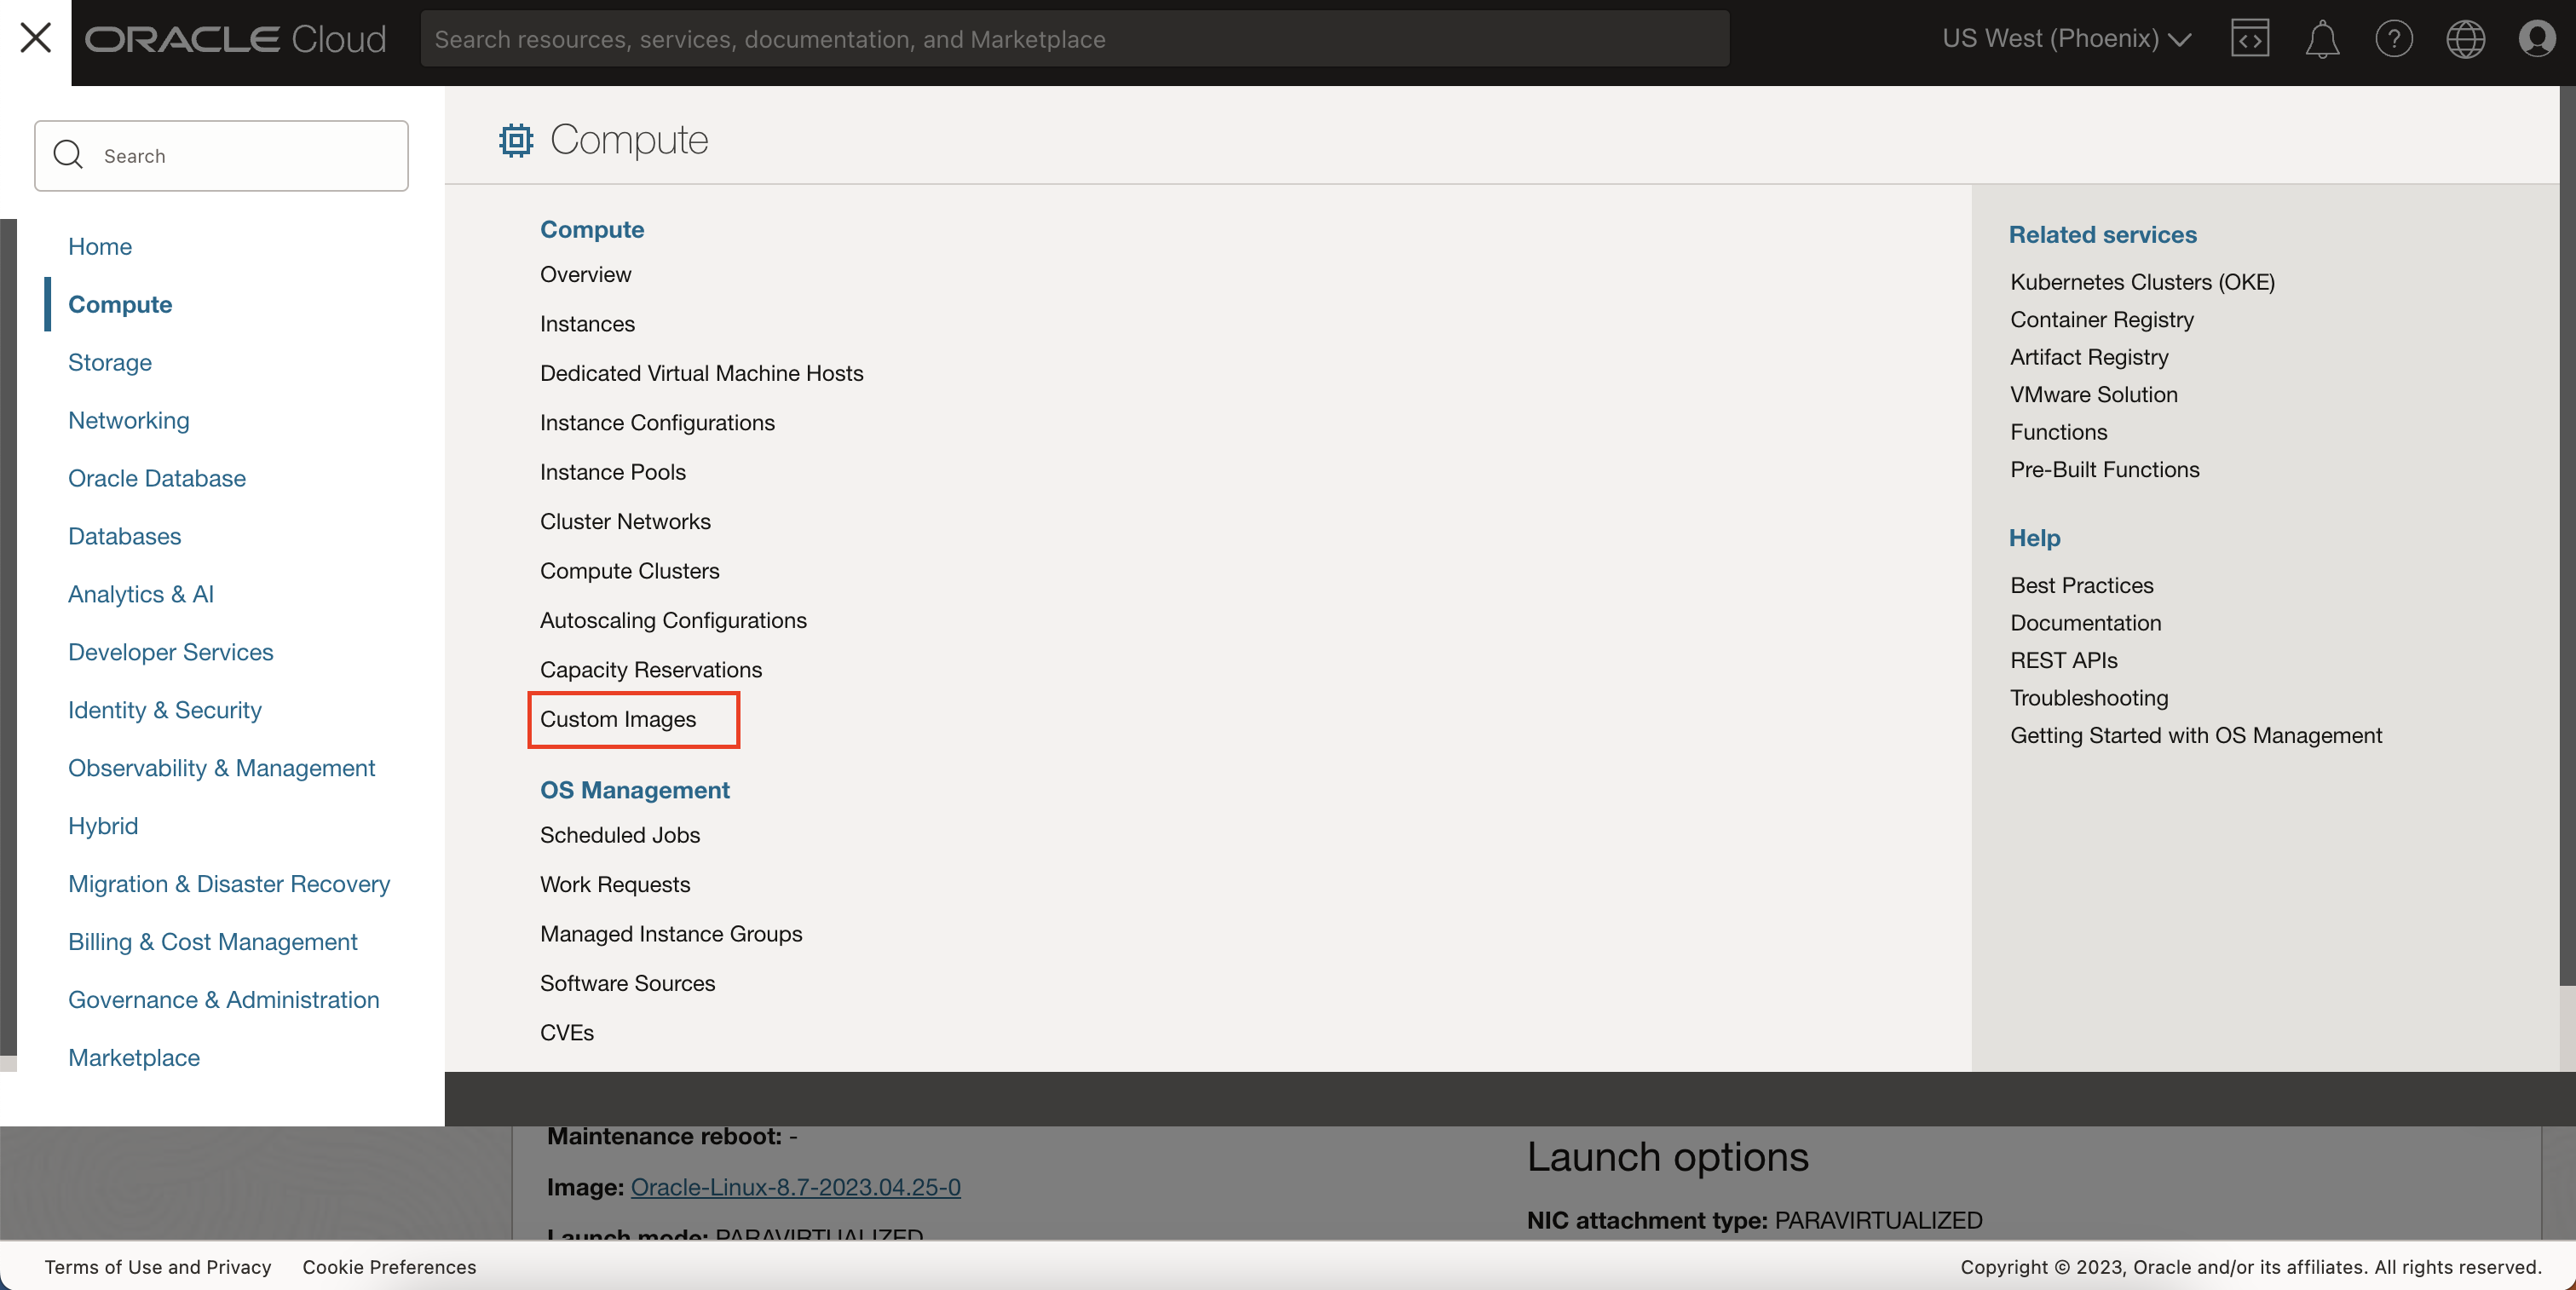 ORACLE Cloud
Search resources, services, documentation, and Marketplace
US West (Phoenix)
Search
Home
Compute
Storage
Networking
Oracle Database
Databases
Analytics & AI
Developer Services
Identity & Security
Observability & Management
Hybrid
Migration & Disaster Recovery
Billing & Cost Management
Governance & Administration
Marketplace
Compute
Compute
Overview
Instances
Dedicated Virtual Machine Hosts
Instance Configurations
Instance Pools
Cluster Networks
Compute Clusters
Autoscaling Configurations
Capacity Reservations
Custom Images
OS Management
Scheduled Jobs
Work Requests
Managed Instance Groups
Software Sources
CVEs
Related services
Kubernetes Clusters (OKE)
Container Registry
Artifact Registry
VMware Solution
Functions
Pre-Built Functions
Help
Best Practices
Documentation
REST APIs
Troubleshooting
Getting Started with OS Management
Maintenance reboot: -
Image: Oracle-Linux-8.7-2023.04.25-0
Launch mode: PARAVIRTUALIZED
Launch options
NIC attachment type: PARAVIRTUALIZED
Terms of Use and Privacy
Cookie Preferences
Copyright © 2023, Oracle and/or its affiliates. All rights reserved.